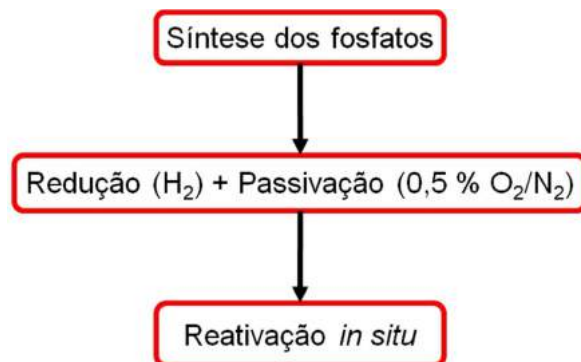 Síntese dos fosfatos
Redução (H₂) + Passivação (0,5 % O₂/N₂)
Reativação in situ